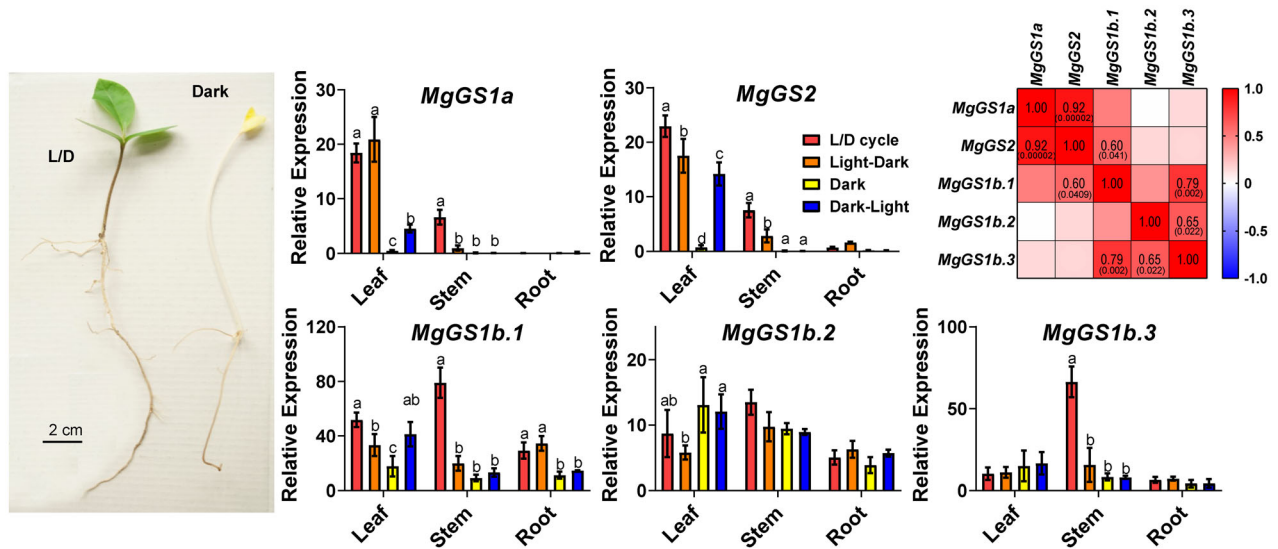 Dark
L/D
2 cm
MgGS1a
Relative Expression
30
20
10
0
a
a
c
b
a
b
b
b
Leaf
Stem
Root
MgGS2
Relative Expression
30
20
10
0
a
b
d
c
a
b
a
a
Leaf
Stem
Root
L/D cycle
Light-Dark
Dark
Dark-Light
MgGS1a
MgGS2
MgGS1b.1
MgGS1b.2
MgGS1b.3
MgGS1a
1.00
0.92
(0.00002)
MgGS2
0.92
(0.00002)
1.00
0.60
(0.041)
MgGS1b.1
0.60
(0.0409)
1.00
0.79
(0.002)
MgGS1b.2
1.00
0.65
(0.022)
MgGS1b.3
0.79
(0.002)
0.65
(0.022)
1.00
1.0
0.5
0
-0.5
-1.0
MgGS1b.1
Relative Expression
120
80
40
0
a
b
c
ab
a
b
b
b
a
a
b
b
Leaf
Stem
Root
MgGS1b.2
Relative Expression
20
10
0
ab
b
a
a
Leaf
Stem
Root
MgGS1b.3
Relative Expression
100
50
0
a
b
b
b
Leaf
Stem
Root